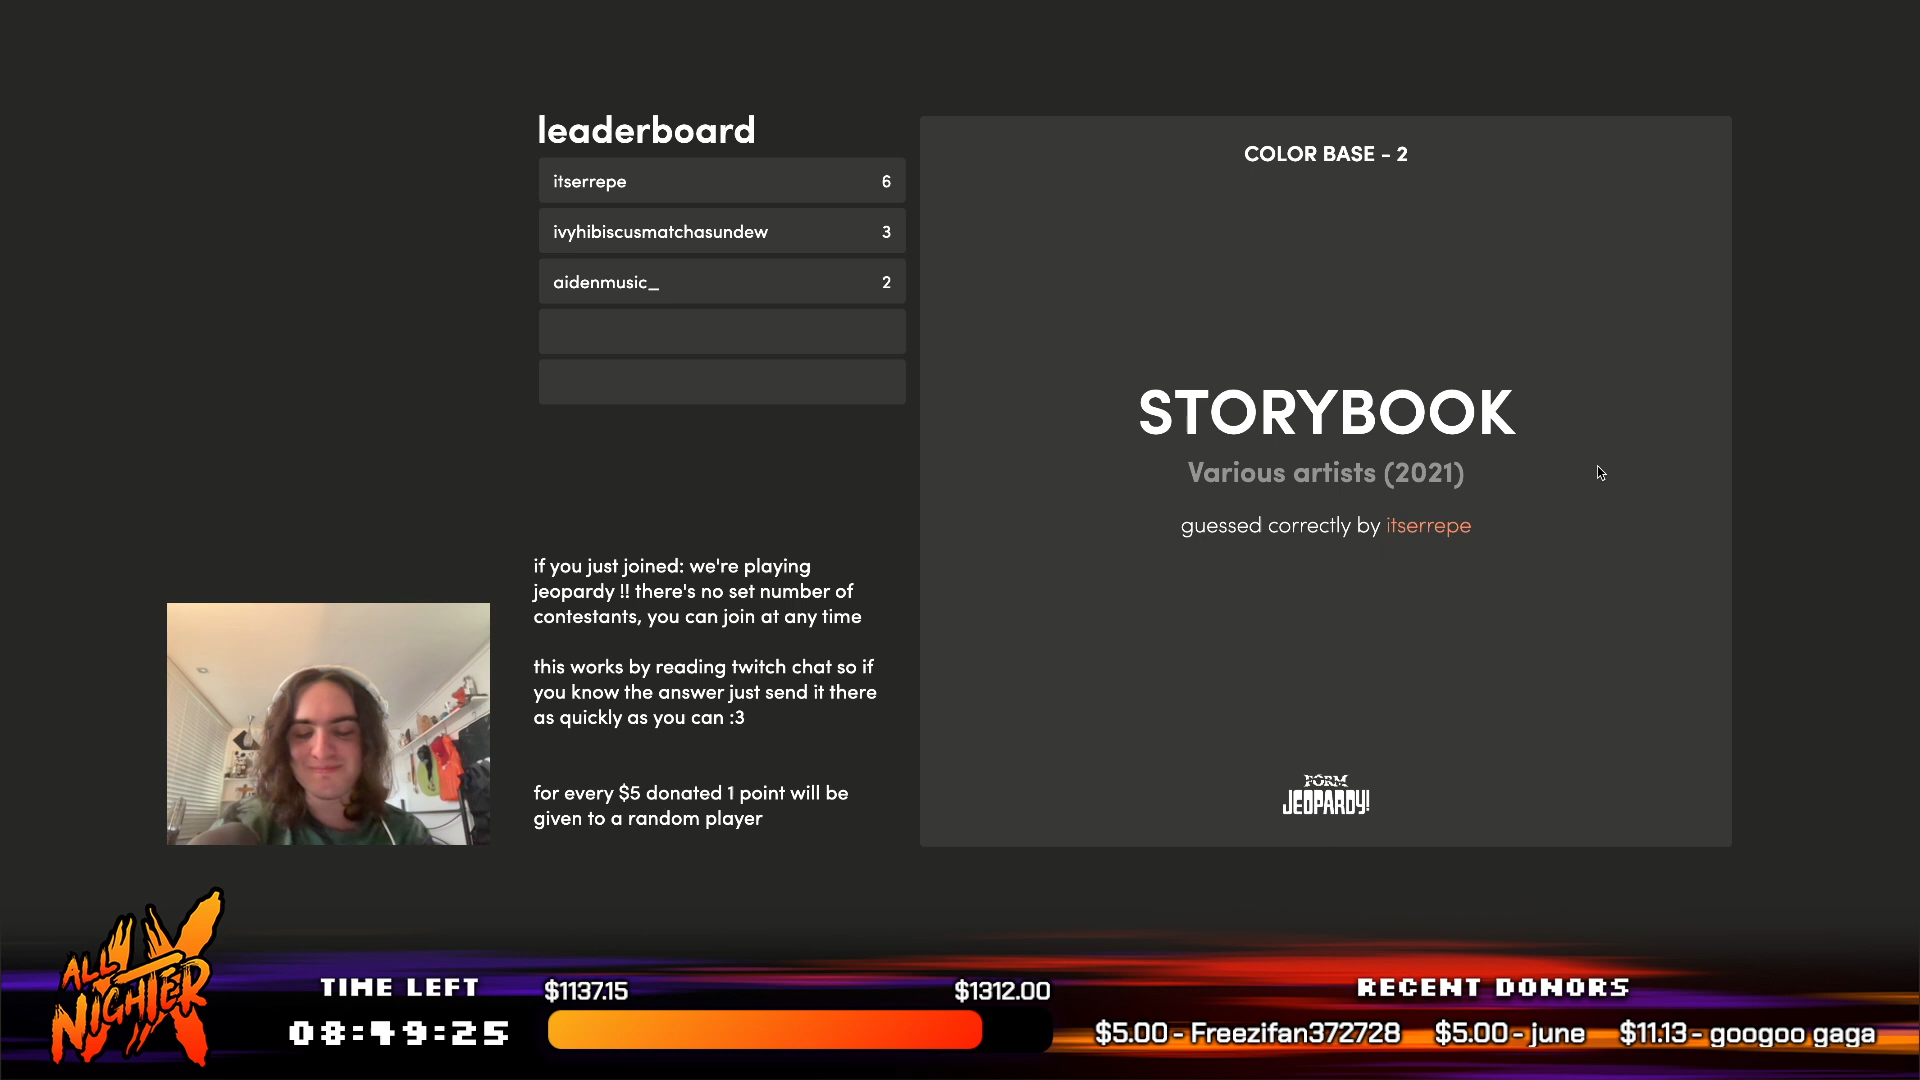 leaderboard
itserrepe 6
ivyhibiscusmatchasundew 3
aidenmusic_ 2
COLOR BASE - 2
STORYBOOK
Various artists (2021)
guessed correctly by itserrepe
if you just joined: we're playing
jeopardy !! there's no set number of
contestants, you can join at any time
this works by reading twitch chat so if
you know the answer just send it there
as quickly as you can :3
for every $5 donated 1 point will be
given to a random player
FORM
JEOPARDY!
ALL
NIGHTER
TIME LEFT
08:49:25
$1137.15
$1312.00
RECENT DONORS
$5.00 - Freezifan372728 $5.00 - june $11.13 - googoo gaga